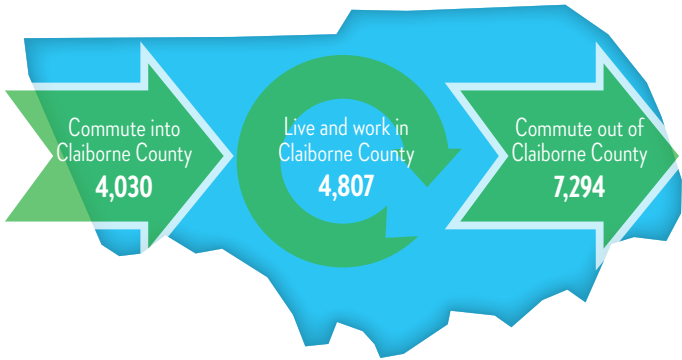 Commute into
Claiborne County
4,030
Live and work in
Claiborne County
4,807
Commute out of
Claiborne County
7,294